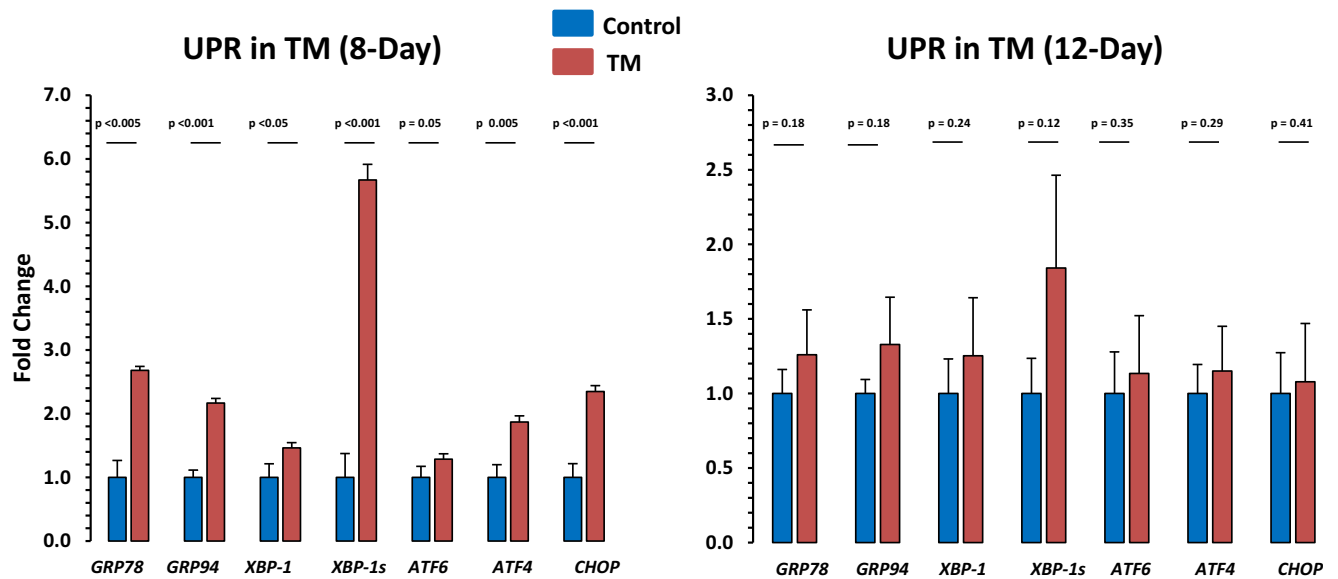 Control
TM
UPR in TM (8-Day)
7.0
6.0
5.0
4.0
3.0
2.0
1.0
0.0
Fold Change
p <0.005 p <0.001 p <0.05 p <0.001 p = 0.05 p 0.005 p <0.001
GRP78 GRP94 XBP-1 XBP-1s ATF6 ATF4 CHOP
UPR in TM (12-Day)
3.0
2.5
2.0
1.5
1.0
0.5
0.0
p = 0.18 p = 0.18 p = 0.24 p = 0.12 p = 0.35 p = 0.29 p = 0.41
GRP78 GRP94 XBP-1 XBP-1s ATF6 ATF4 CHOP